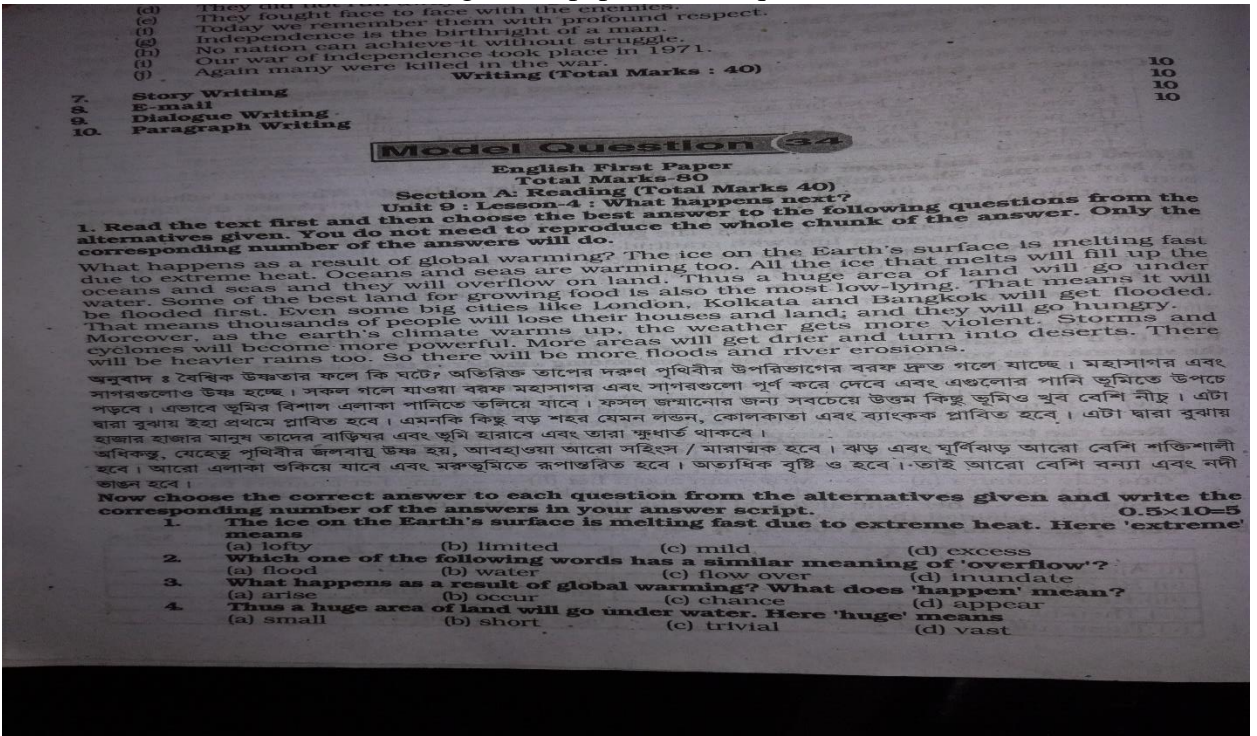 (d) They did not run
(e) They fought face to face with the enemies.
(f) Today we remember them with profound respect.
(g) Independence is the birthright of a man.
(h) No nation can achieve it without struggle.
(i) Our war of independence took place in 1971.
(j) Again many were killed in the war.
Writing (Total Marks : 40)
7. Story Writing 10
8. E-mail 10
9. Dialogue Writing 10
10. Paragraph Writing 10
Model Question 34
English First Paper
Total Marks-80
Section A: Reading (Total Marks 40)
Unit 9 : Lesson-4 : What happens next?
1. Read the text first and then choose the best answer to the following questions from the
alternatives given. You do not need to reproduce the whole chunk of the answer. Only the
corresponding number of the answers will do.
What happens as a result of global warming? The ice on the Earth's surface is melting fast
due to extreme heat. Oceans and seas are warming too. All the ice that melts will fill up the
oceans and seas and they will overflow on land. Thus a huge area of land will go under
water. Some of the best land for growing food is also the most low-lying. That means it will
be flooded first. Even some big cities like London, Kolkata and Bangkok will get flooded.
That means thousands of people will lose their houses and land; and they will go hungry.
Moreover, as the earth's climate warms up, the weather gets more violent. Storms and
cyclones will become more powerful. More areas will get drier and turn into deserts. There
will be heavier rains too. So there will be more floods and river erosions.
অনুবাদ ঃ বৈশ্বিক উষ্ণতার ফলে কি ঘটে? অতিরিক্ত তাপের দরুণ পৃথিবীর উপরিভাগের বরফ দ্রুত গলে যাচ্ছে । মহাসাগর এবং
সাগরগুলোও উষ্ণ হচ্ছে । সকল গলে যাওয়া বরফ মহাসাগর এবং সাগরগুলো পূর্ণ করে দেবে এবং এগুলোর পানি ভূমিতে উপচে
পড়বে । এভাবে ভূমির বিশাল এলাকা পানিতে তলিয়ে যাবে । ফসল জন্মানোর জন্য সবচেয়ে উত্তম কিছু ভূমিও খুব বেশি নীচু । এটা
দ্বারা বুঝায় ইহা প্রথমে প্লাবিত হবে । এমনকি কিছু বড় শহর যেমন লন্ডন, কোলকাতা এবং ব্যাংকক প্লাবিত হবে । এটা দ্বারা বুঝায়
হাজার হাজার মানুষ তাদের বাড়িঘর এবং ভূমি হারাবে এবং তারা ক্ষুধার্ত থাকবে ।
অধিকন্তু, যেহেতু পৃথিবীর জলবায়ু উষ্ণ হয়, আবহাওয়া আরো সহিংস / মারাত্মক হবে । ঝড় এবং ঘূর্ণিঝড় আরো বেশি শক্তিশালী
হবে । আরো এলাকা শুকিয়ে যাবে এবং মরুভূমিতে রূপান্তরিত হবে । অত্যধিক বৃষ্টি ও হবে । তাই আরো বেশি বন্যা এবং নদী
ভাঙন হবে ।
Now choose the correct answer to each question from the alternatives given and write the
corresponding number of the answers in your answer script. 0.5×10=5
1. The ice on the Earth's surface is melting fast due to extreme heat. Here 'extreme'
means
(a) lofty (b) limited (c) mild (d) excess
2. Which one of the following words has a similar meaning of 'overflow'?
(a) flood (b) water (c) flow over (d) inundate
3. What happens as a result of global warming? What does 'happen' mean?
(a) arise (b) occur (c) chance (d) appear
4. Thus a huge area of land will go under water. Here 'huge' means
(a) small (b) short (c) trivial (d) vast